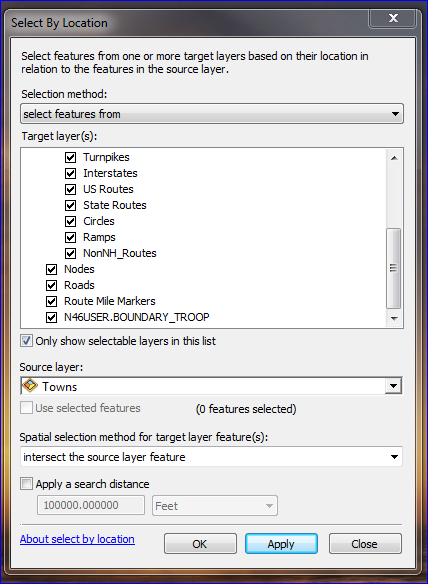 Select By Location
Select features from one or more target layers based on their location in
relation to the features in the source layer.
Selection method:
select features from
Target layer(s):
Turnpikes
Interstates
US Routes
State Routes
Circles
Ramps
NonNH_Routes
Nodes
Roads
Route Mile Markers
N46USER.BOUNDARY_TROOP
Only show selectable layers in this list
Source layer:
Towns
Use selected features (0 features selected)
Spatial selection method for target layer feature(s):
intersect the source layer feature
Apply a search distance
100000.000000 Feet
About select by location OK Apply Close